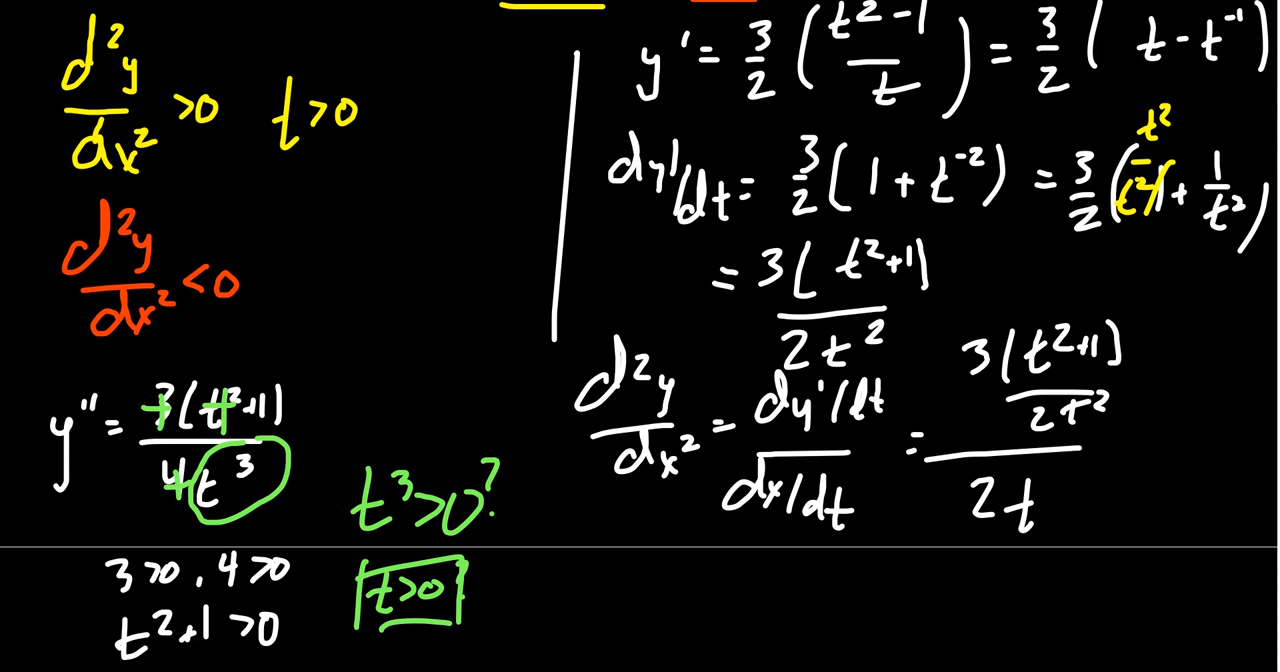 d²y/dx² > 0   t > 0
d²y/dx² < 0
y'' = 3(t²+1)/4t³
t³ > 0?
3 > 0, 4 > 0
t²+1 > 0
t > 0
y' = 3/2 ((t²-1)/t) = 3/2 (t - t⁻¹)
dy'/dt = 3/2 (1 + t⁻²) = 3/2 (t²/t² 1 + 1/t²)
= 3(t²+1)/2t²
d²y/dx² = (dy'/dt)/(dx/dt) = (3(t²+1)/2t²)/2t